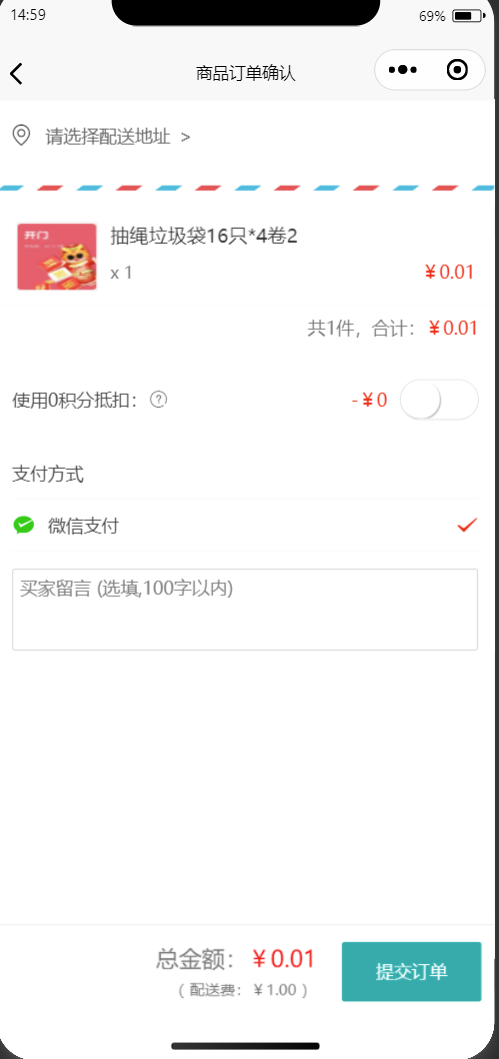 14:59 69%
商品订单确认
请选择配送地址 >
开门
抽绳垃圾袋16只*4卷2
x 1 ¥0.01
共1件，合计：¥0.01
使用0积分抵扣： ? -¥0
支付方式
微信支付
买家留言 (选填,100字以内)
总金额：¥0.01
（ 配送费：¥1.00 ）
提交订单